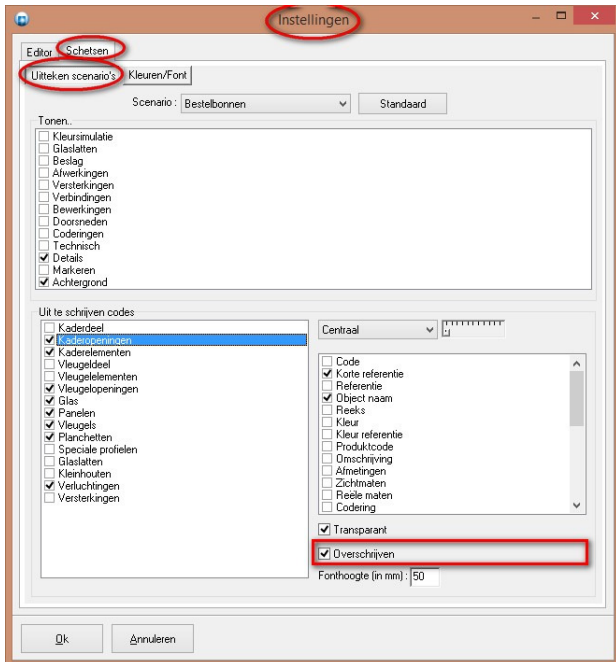 Instellingen
Editor Schetsen
Uitteken scenario's Kleuren/Font
Scenario : Bestelbonnen Standaard
Tonen..
Kleursimulatie
Glaslatten
Beslag
Afwerkingen
Versterkingen
Verbindingen
Bewerkingen
Doorsneden
Coderingen
Technisch
Details
Markeren
Achtergrond
Uit te schrijven codes
Kaderdeel
Kaderopeningen
Kaderelementen
Vleugeldeel
Vleugelelementen
Vleugelopeningen
Glas
Panelen
Vleugels
Planchetten
Speciale profielen
Glaslatten
Kleinhouten
Verluchtingen
Versterkingen
Centraal
Code
Korte referentie
Referentie
Object naam
Reeks
Kleur
Kleur referentie
Produktcode
Omschrijving
Afmetingen
Zichtmaten
Reële maten
Codering
Transparant
Overschrijven
Fonthoogte (in mm) : 50
Ok Annuleren